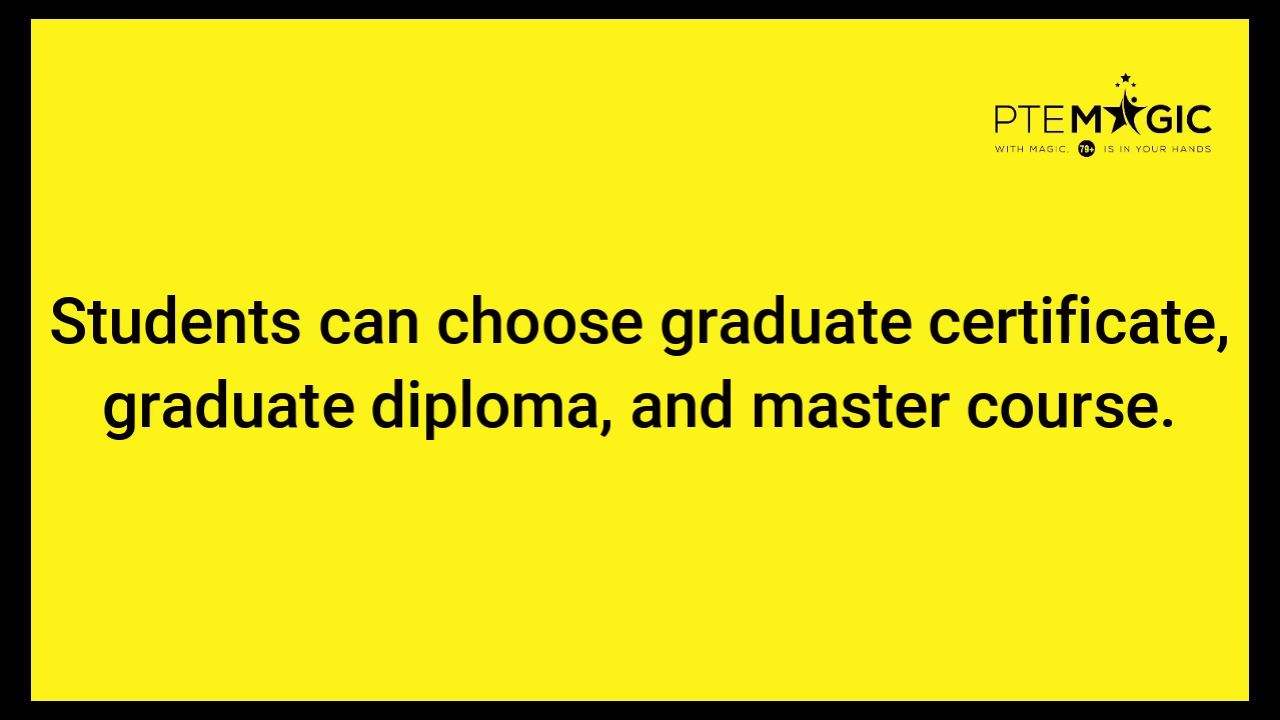 PTEMAGIC
WITH MAGIC, 79+ IS IN YOUR HANDS
Students can choose graduate certificate,
graduate diploma, and master course.